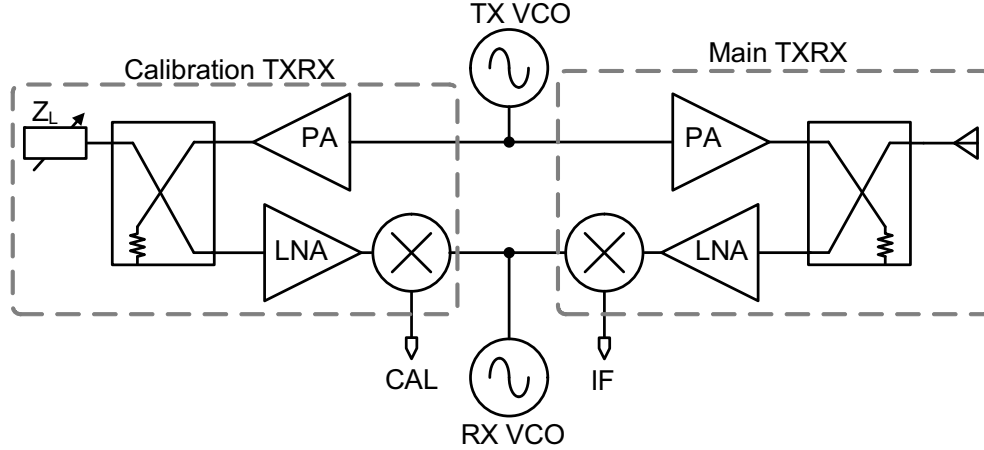 TX VCO
Calibration TXRX
Main TXRX
ZL
PA
PA
LNA
LNA
CAL
IF
RX VCO